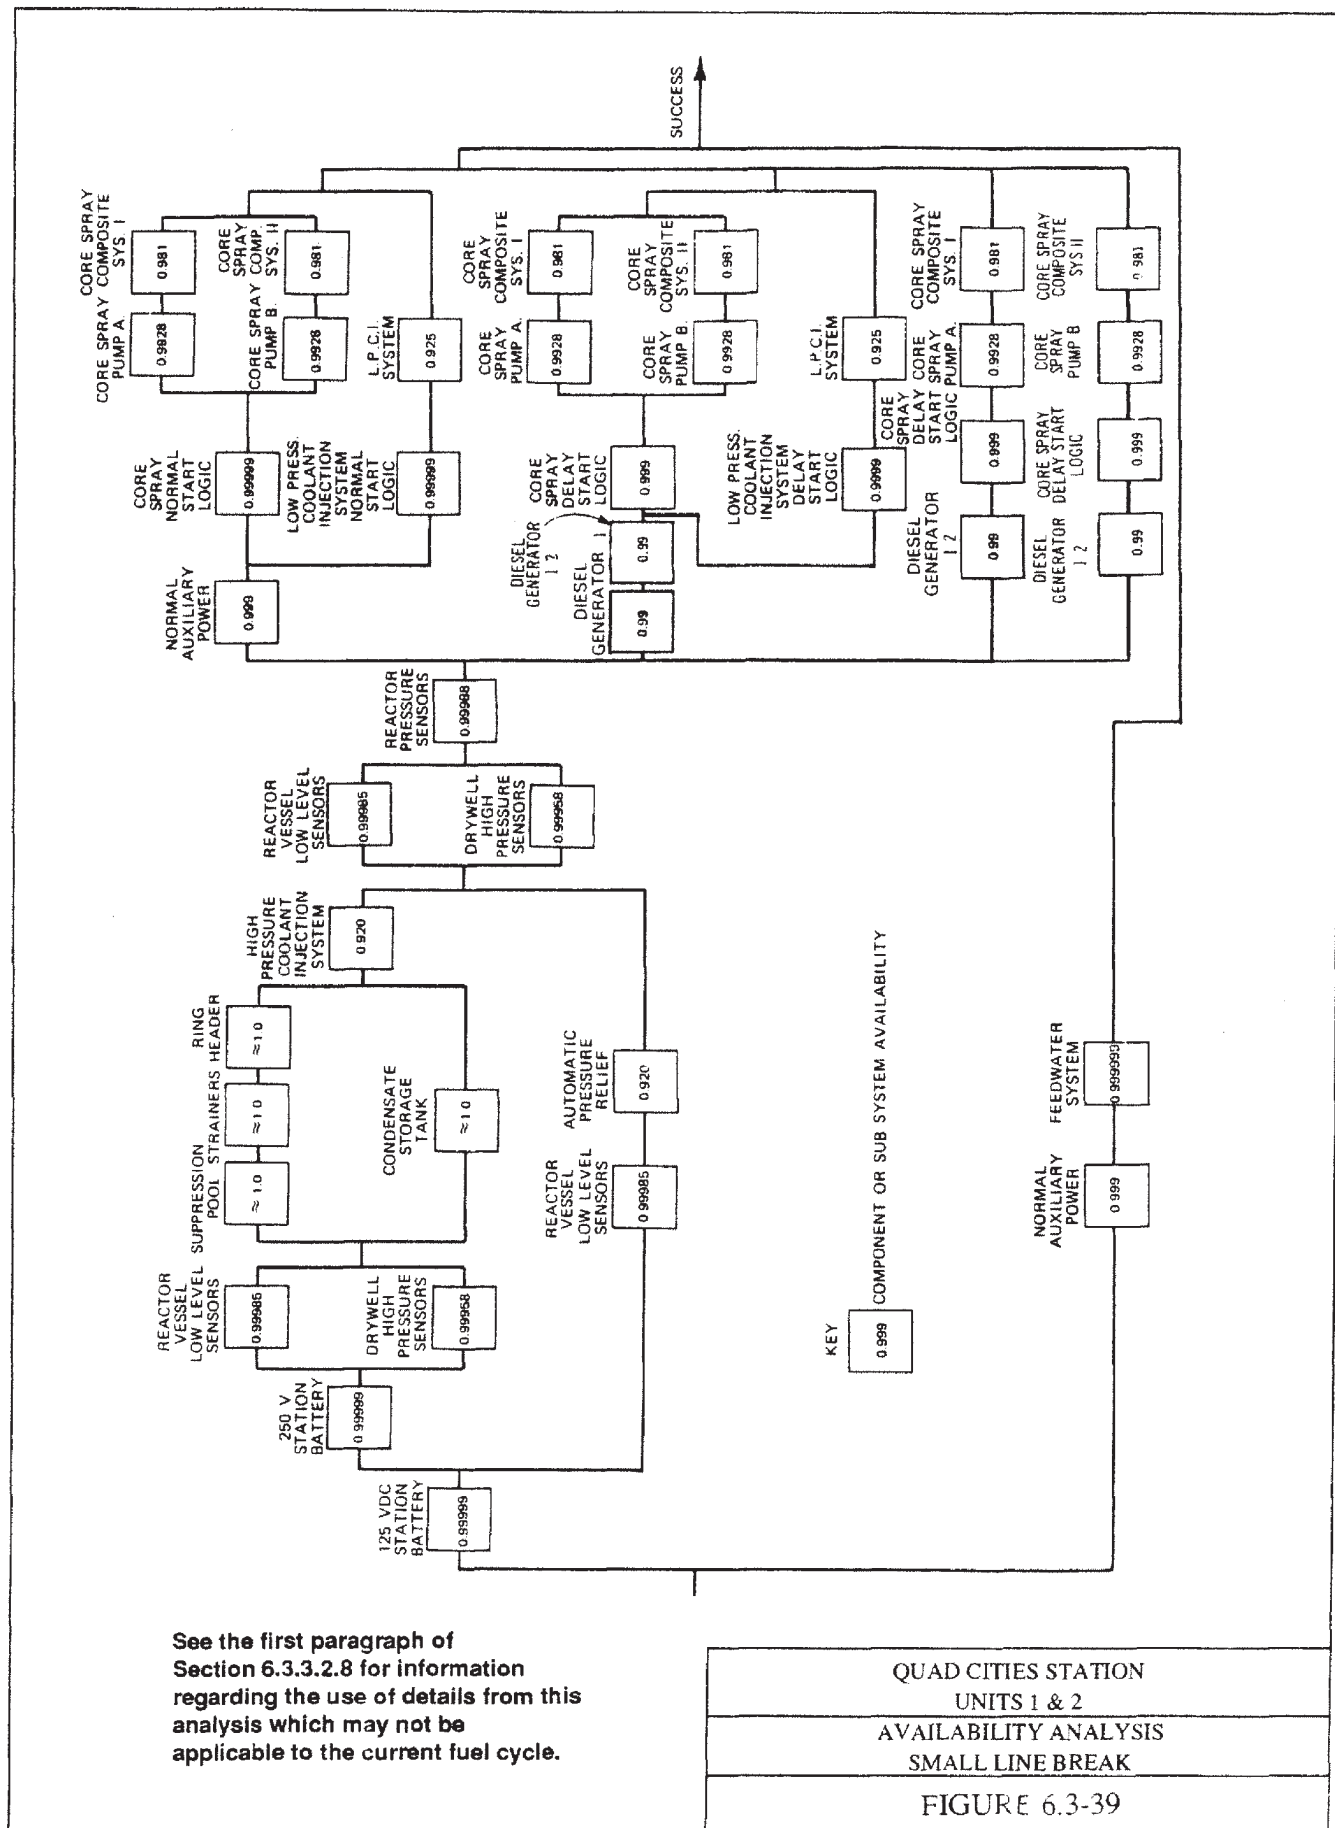 SUCCESS
CORE SPRAY
COMPOSITE
SYS. I
0.981
CORE SPRAY
PUMP A.
0.9928
CORE
SPRAY
COMP.
SYS. II
0.981
CORE SPRAY
PUMP B.
0.9928
L.P.C.I.
SYSTEM
0.925
CORE
SPRAY
NORMAL
START
LOGIC
0.99999
LOW PRESS.
COOLANT
INJECTION
SYSTEM
NORMAL
START
LOGIC
0.99999
NORMAL
AUXILIARY
POWER
0.999
CORE
SPRAY
COMPOSITE
SYS. I
0.981
CORE
SPRAY
PUMP A.
0.9928
CORE
SPRAY
COMPOSITE
SYS. II
0.981
CORE
SPRAY
PUMP B.
0.9928
L.P.C.I.
SYSTEM
0.925
CORE
SPRAY
DELAY
START
LOGIC
0.999
LOW PRESS.
COOLANT
INJECTION
SYSTEM
DELAY
START
LOGIC
0.9999
DIESEL
GENERATOR
1 2
0.99
DIESEL
GENERATOR 1
0.99
CORE SPRAY
COMPOSITE
SYS. I
0.981
CORE
SPRAY
PUMP A.
0.9928
CORE
SPRAY
DELAY
START
LOGIC
0.999
DIESEL
GENERATOR
1 2
0.99
CORE SPRAY
COMPOSITE
SYS II
0.981
CORE
SPRAY
PUMP B
0.9928
CORE SPRAY
DELAY START
LOGIC
0.999
DIESEL
GENERATOR
1 2
0.99
REACTOR
PRESSURE
SENSORS
REACTOR
VESSEL
LOW LEVEL
SENSORS
0.99985
DRYWELL
HIGH
PRESSURE
SENSORS
0.99958
HIGH
PRESSURE
COOLANT
INJECTION
SYSTEM
0.920
RING
HEADER
≈1.0
STRAINERS
≈1.0
SUPPRESSION
POOL
≈1.0
CONDENSATE
STORAGE
TANK
≈1.0
AUTOMATIC
PRESSURE
RELIEF
0.920
REACTOR
VESSEL
LOW LEVEL
SENSORS
0.99985
REACTOR
VESSEL
LOW LEVEL
SENSORS
0.99985
DRYWELL
HIGH
PRESSURE
SENSORS
0.99958
250 V
STATION
BATTERY
0.99999
125 VDC
STATION
BATTERY
0.99999
FEEDWATER
SYSTEM
0.999999
NORMAL
AUXILIARY
POWER
0.999
KEY
0.999
COMPONENT OR SUB SYSTEM AVAILABILITY
See the first paragraph of
Section 6.3.3.2.8 for information
regarding the use of details from this
analysis which may not be
applicable to the current fuel cycle.
QUAD CITIES STATION
UNITS 1 & 2
AVAILABILITY ANALYSIS
SMALL LINE BREAK
FIGURE 6.3-39